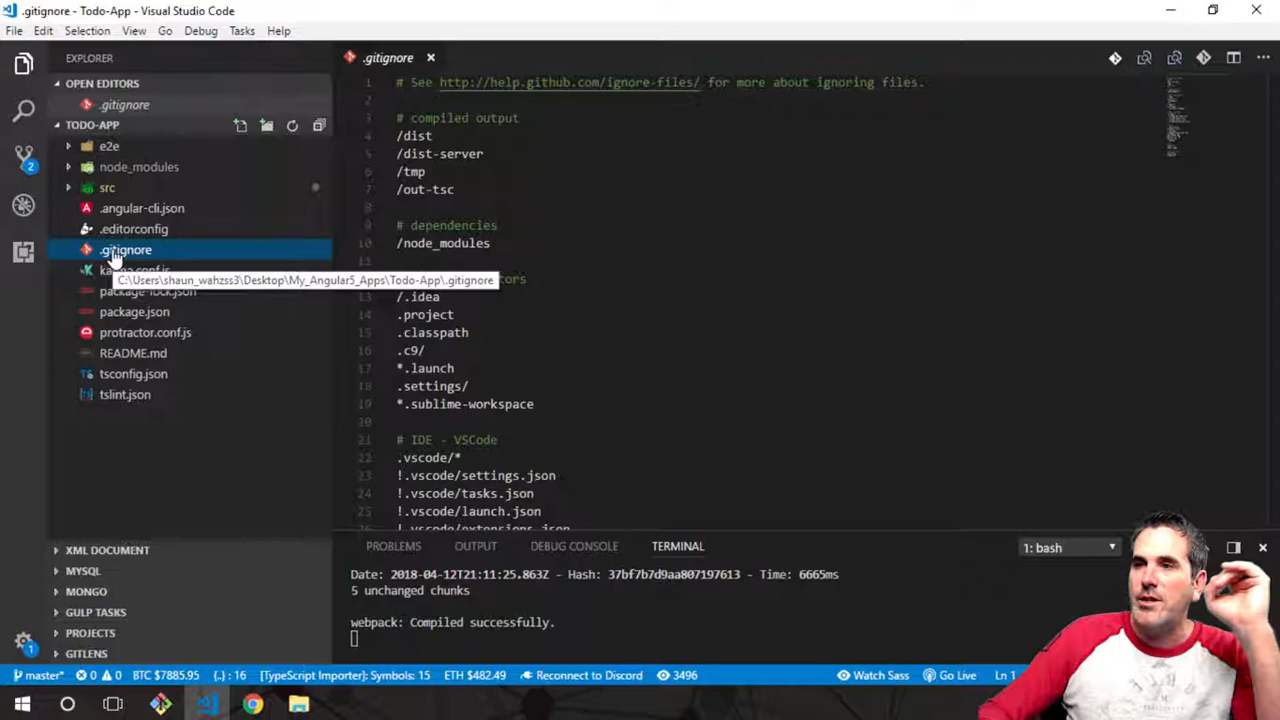 .gitignore - Todo-App - Visual Studio Code
File Edit Selection View Go Debug Tasks Help
EXPLORER
OPEN EDITORS
.gitignore
TODO-APP
e2e
node_modules
src
.angular-cli.json
.editorconfig
.gitignore
C:\Users\shaun_wahzss3\Desktop\My_Angular5_Apps\Todo-App\.gitignore
package-lock.json
package.json
protractor.conf.js
README.md
tsconfig.json
tslint.json
XML DOCUMENT
MYSQL
MONGO
GULP TASKS
PROJECTS
GITLENS
2
1
.gitignore
1 # See http://help.github.com/ignore-files/ for more about ignoring files.
2
3 # compiled output
4 /dist
5 /dist-server
6 /tmp
7 /out-tsc
8
9 # dependencies
10 /node_modules
11
13 /.idea
14 .project
15 .classpath
16 .c9/
17 *.launch
18 .settings/
19 *.sublime-workspace
20
21 # IDE - VSCode
22 .vscode/*
23 !.vscode/settings.json
24 !.vscode/tasks.json
25 !.vscode/launch.json
26 !.vscode/extensions.json
PROBLEMS OUTPUT DEBUG CONSOLE TERMINAL 1: bash
Date: 2018-04-12T21:11:25.863Z - Hash: 37bf7b7d9aa807197613 - Time: 6665ms
5 unchanged chunks
webpack: Compiled successfully.
master* 0 0 BTC $7885.95 {..} : 16 [TypeScript Importer]: Symbols: 15 ETH $482.49 Reconnect to Discord 3496 Watch Sass Go Live Ln 1